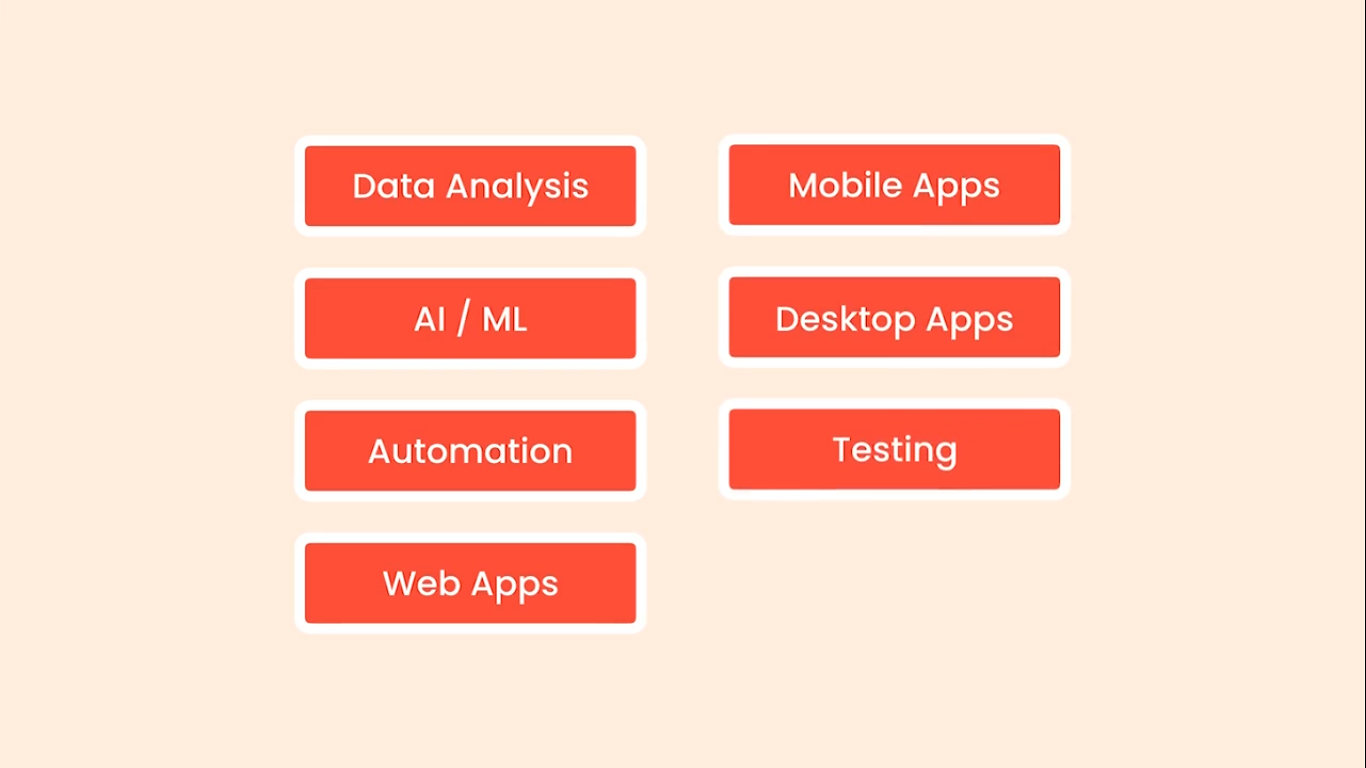 Data Analysis
AI / ML
Automation
Web Apps
Mobile Apps
Desktop Apps
Testing